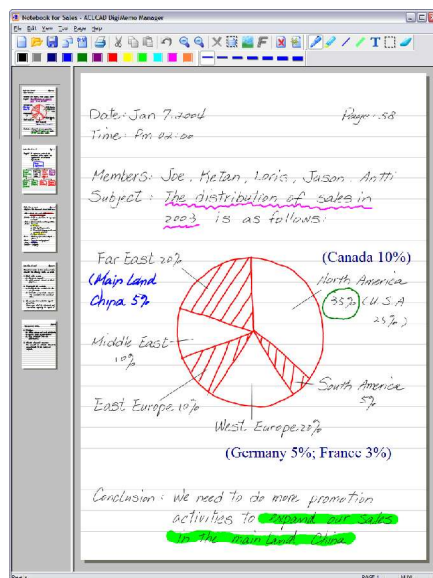 Notebook for Sales - ACECAD DigiMemo Manager
File Edit View Tool Page Help
Date: Jan 7. 2004
Page: 58
Time: Pm 02:00
Members: Joe, Ketan, Loris, Jason, Antti
Subject: The distribution of sales in
2003 is as follows:
Far East 20%
(Canada 10%)
(Main Land
China 5%
North America
35% (U.S.A
25%)
Middle East
10%
South America
5%
East Europe 10%
West. Europe 20%
(Germany 5%; France 3%)
Conclusion: We need to do more promotion
activities to expand our sales
in the main Land China